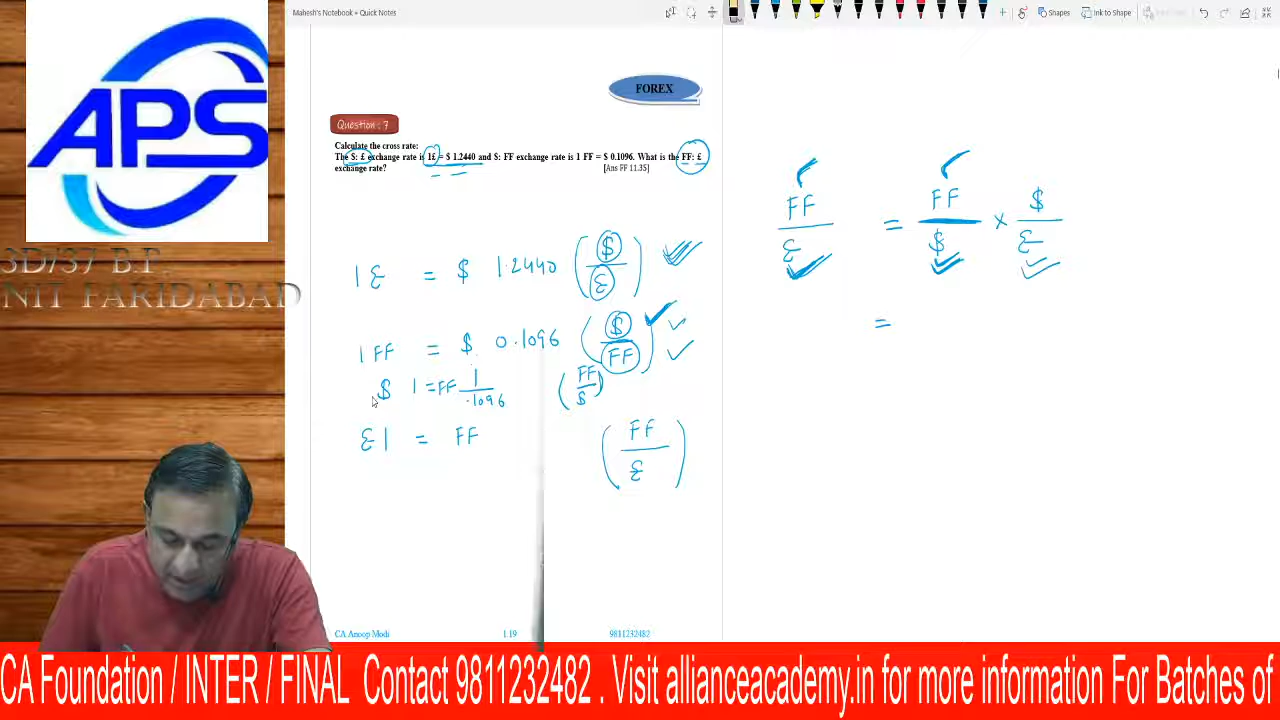 Mahesh's Notebook + Quick Notes
Shapes
Ink to Shape
APS
3D/37 B.P.
NIT FARIDABAD
FOREX
Question : 7
Calculate the cross rate:
The $: £ exchange rate is 1£ = $ 1.2440 and $: FF exchange rate is 1 FF = $ 0.1096. What is the FF: £
exchange rate? [Ans FF 11.35]
1 £ = $ 1.2440 ($/£)
1 FF = $ 0.1096 ($/FF)
$ 1 = FF 1/.1096 (FF/$)
£ 1 = FF (FF/£)
FF/£ = FF/$ × $/£
=
CA Anoop Modi 1.19 9811232482
CA Foundation / INTER / FINAL Contact 9811232482 . Visit allianceacademy.in for more information For Batches of